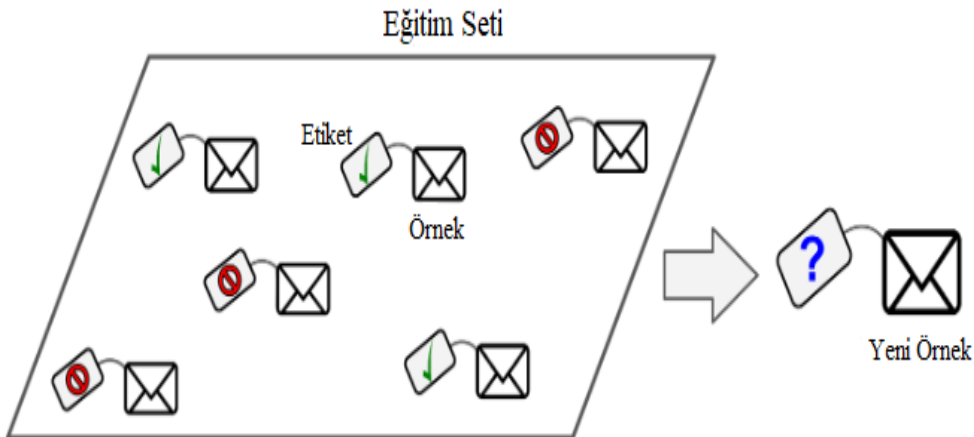 Eğitim Seti
Etiket
Örnek
?
Yeni Örnek